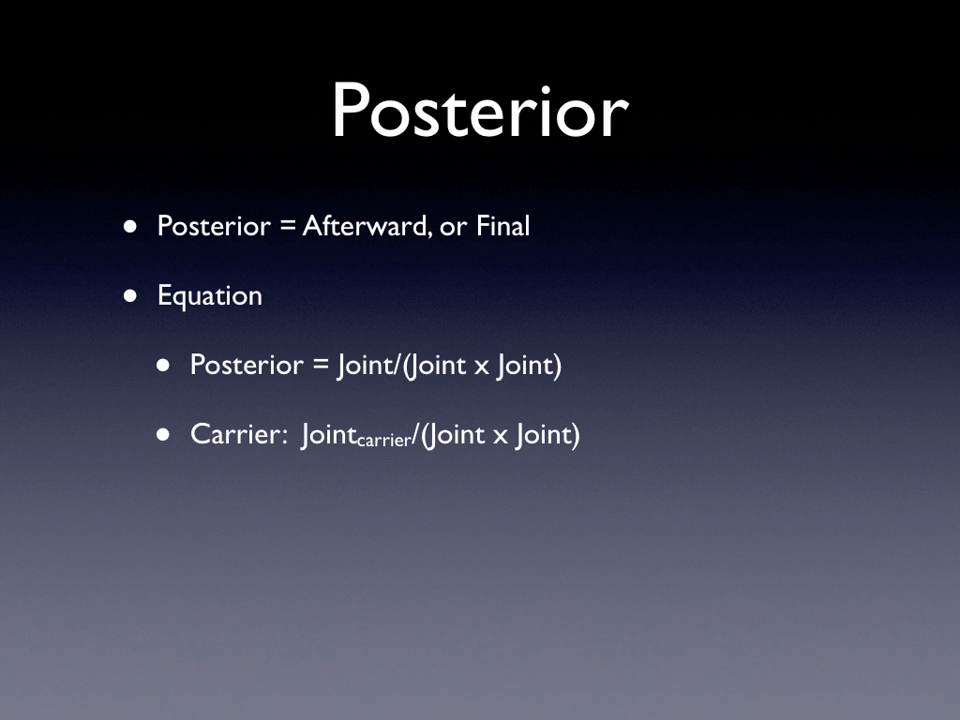 Posterior
• Posterior = Afterward, or Final
• Equation
• Posterior = Joint/(Joint x Joint)
• Carrier: Jointcarrier/(Joint x Joint)